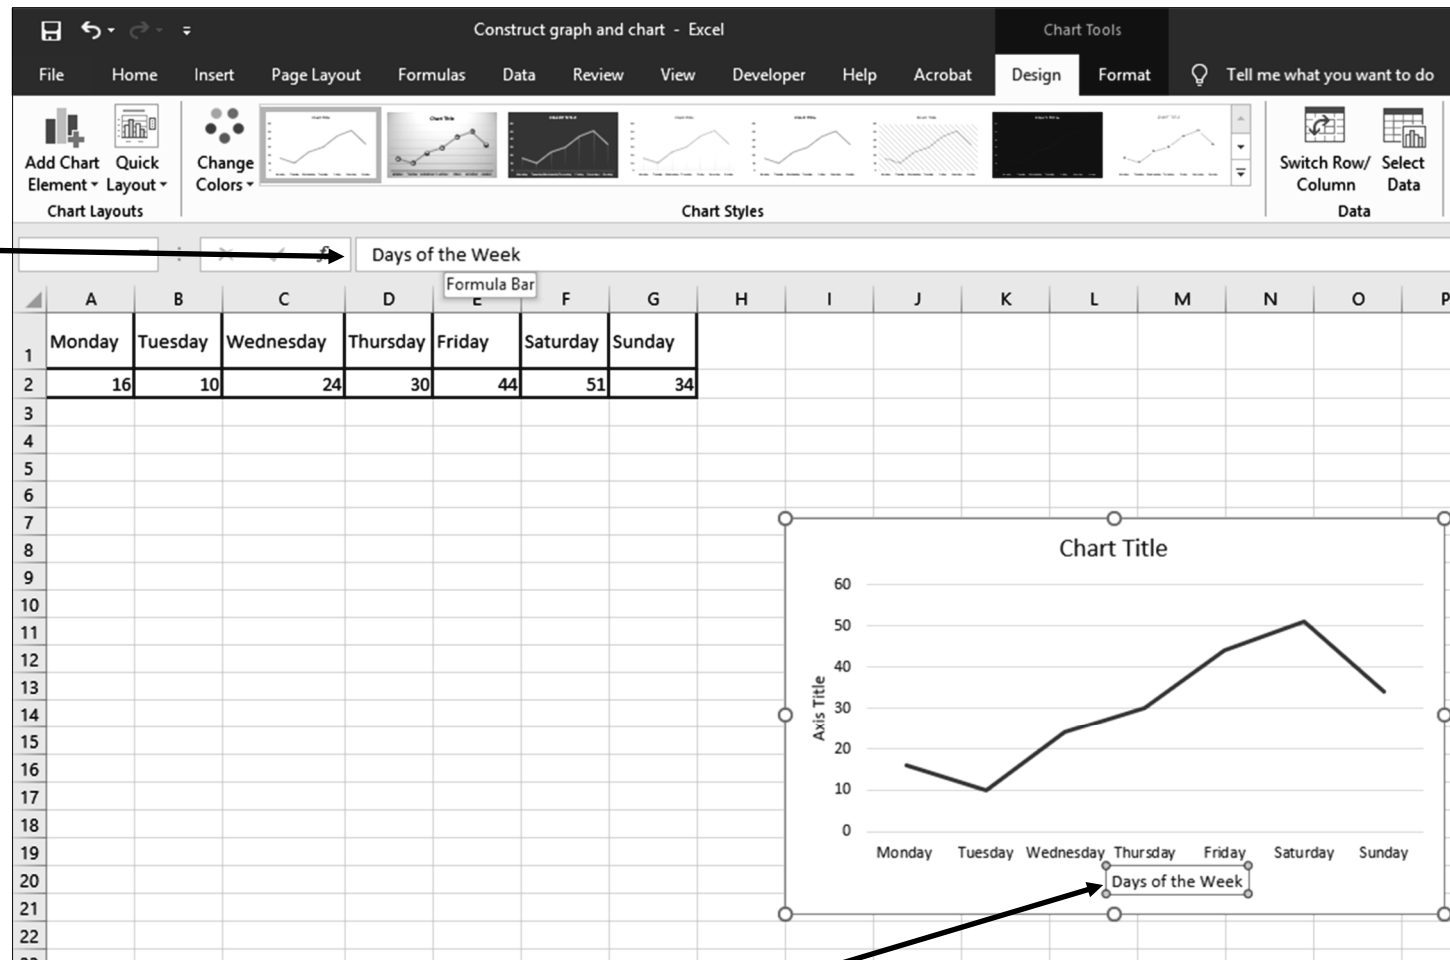 Construct graph and chart - Excel
Chart Tools
File Home Insert Page Layout Formulas Data Review View Developer Help Acrobat Design Format Tell me what you want to do
Add Chart Element
Quick Layout
Change Colors
Switch Row/ Column
Select Data
Chart Layouts
Chart Styles
Data
Days of the Week
Formula Bar
A B C D E F G H I J K L M N O P
1 Monday Tuesday Wednesday Thursday Friday Saturday Sunday
2 16 10 24 30 44 51 34
3
4
5
6
7
8
9
10
11
12
13
14
15
16
17
18
19
20
21
22
Chart Title
60
50
40
30
20
10
0
Axis Title
Monday Tuesday Wednesday Thursday Friday Saturday Sunday
Days of the Week